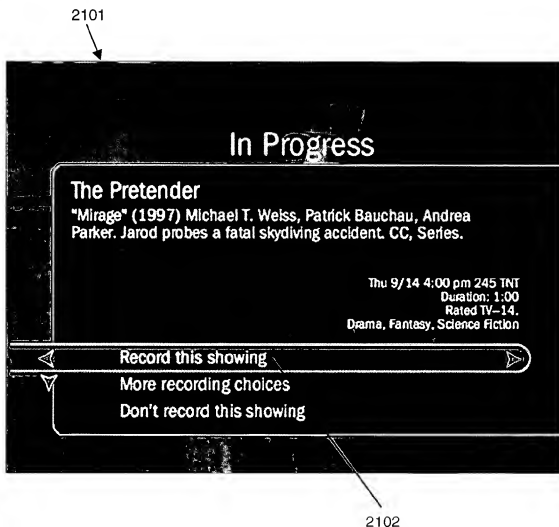 2101
In Progress
The Pretender
"Mirage" (1997) Michael T. Weiss, Patrick Bauchau, Andrea
Parker. Jarod probes a fatal skydiving accident. CC, Series.
Thu 9/14 4:00 pm 245 TNT
Duration: 1:00
Rated TV-14.
Drama, Fantasy, Science Fiction
Record this showing
More recording choices
Don't record this showing
2102